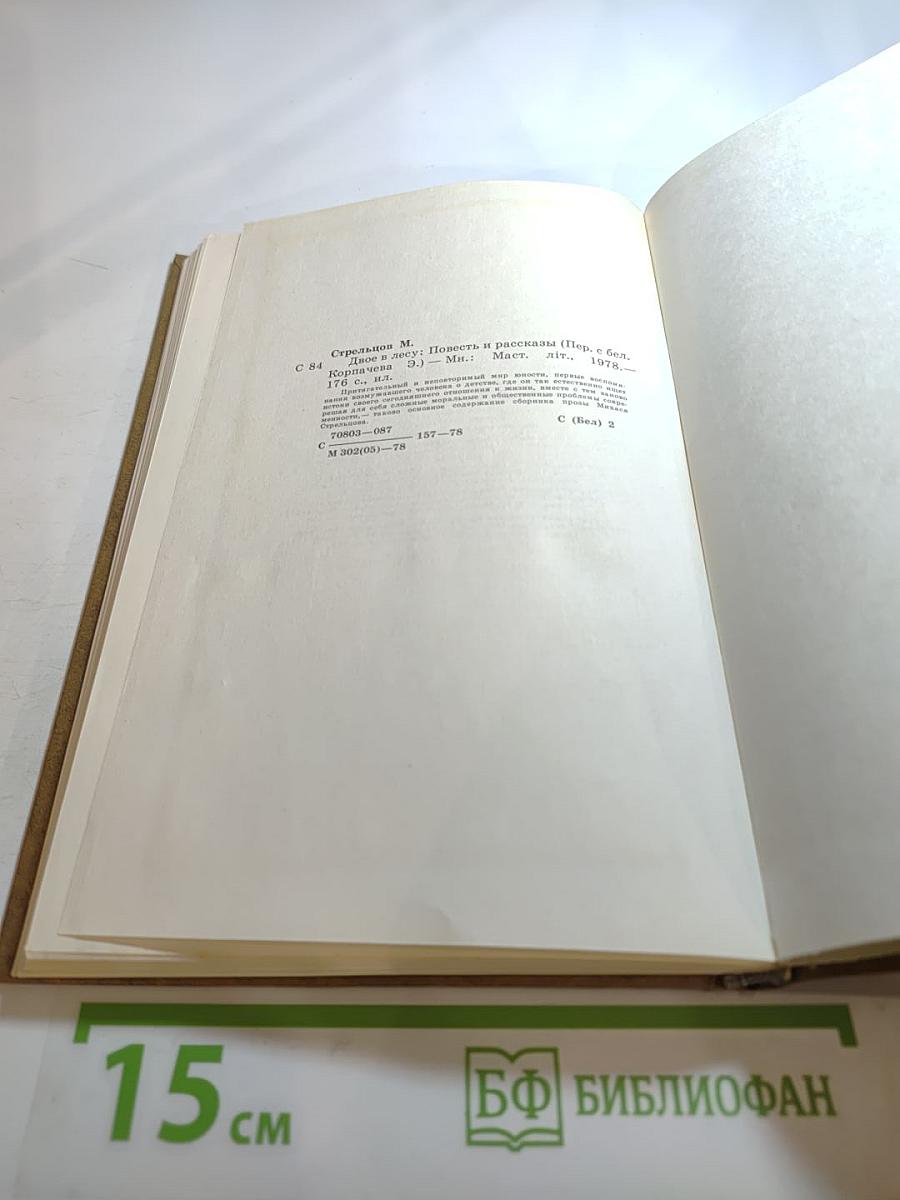 Стрельцов М.
С 84 Двое в лесу: Повесть и рассказы (Пер. с бел.
Корпачева Э.) — Мн.: Маст. літ., 1978.—
176 с., ил.
Притягательный и неповторимый мир юности, первые воспоми-
нания возмужавшего человека о детстве, где он так естественно ищет
истоки своего сегодняшнего отношения к жизни, вместе с тем заново
решая для себя сложные моральные и общественные проблемы совре-
менности,— таково основное содержание сборника прозы Михася
Стрельцова.
С 70803—087
М 302(05)—78 157—78
С (Бел) 2
15 см
БФ БИБЛИОФАН